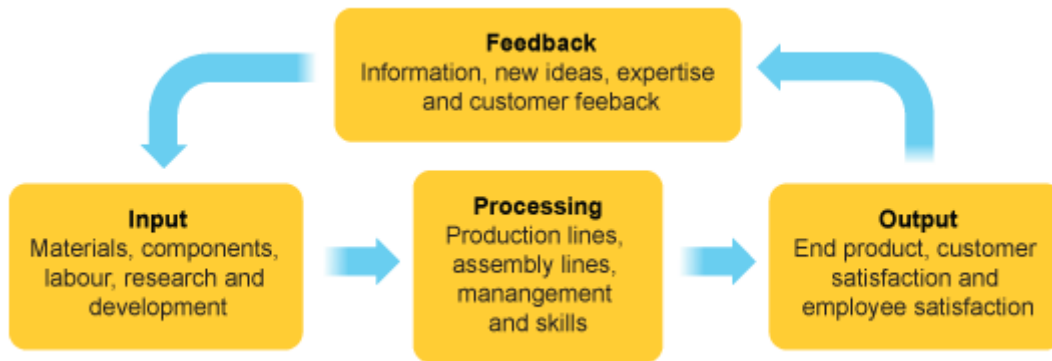 Feedback
Information, new ideas, expertise
and customer feeback
Input
Materials, components,
labour, research and
development
Processing
Production lines,
assembly lines,
manangement
and skills
Output
End product, customer
satisfaction and
employee satisfaction